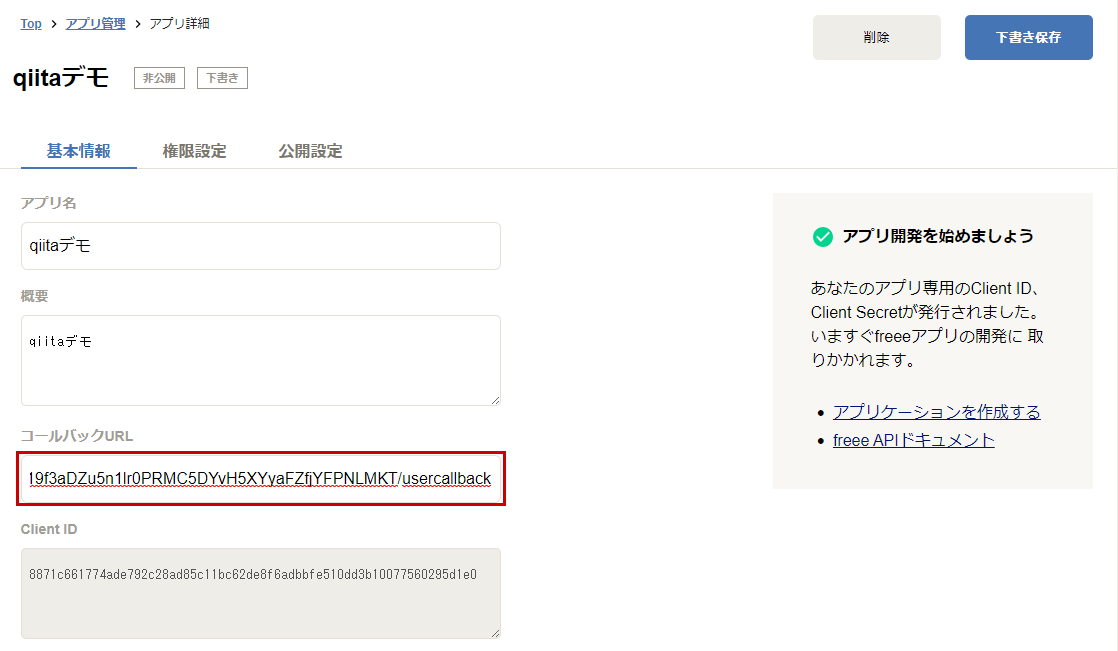 Top > アプリ管理 > アプリ詳細
削除
下書き保存
qiitaデモ 非公開 下書き
基本情報 権限設定 公開設定
アプリ名
qiitaデモ
概要
qiitaデモ
コールバックURL
19f3aDZu5n1lr0PRMC5DYvH5XYyaFZfjYFPNLMKT/usercallback
Client ID
8871c661774ade792c28ad85c11bc62de8f6adbbfe510dd3b10077560295d1e0
アプリ開発を始めましょう
あなたのアプリ専用のClient ID、
Client Secretが発行されました。
いますぐfreeeアプリの開発に 取
りかかれます。
アプリケーションを作成する
freee APIドキュメント